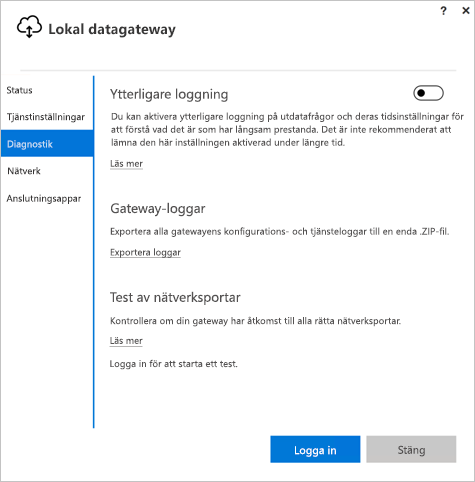 ? ×
Lokal datagateway
Status
Tjänstinställningar
Diagnostik
Nätverk
Anslutningsappar
Ytterligare loggning
Du kan aktivera ytterligare loggning på utdatafrågor och deras tidsinställningar för
att förstå vad det är som har långsam prestanda. Det är inte rekommenderat att
lämna den här inställningen aktiverad under längre tid.
Läs mer
Gateway-loggar
Exportera alla gatewayens konfigurations- och tjänsteloggar till en enda .ZIP-fil.
Exportera loggar
Test av nätverksportar
Kontrollera om din gateway har åtkomst till alla rätta nätverksportar.
Läs mer
Logga in för att starta ett test.
Logga in
Stäng